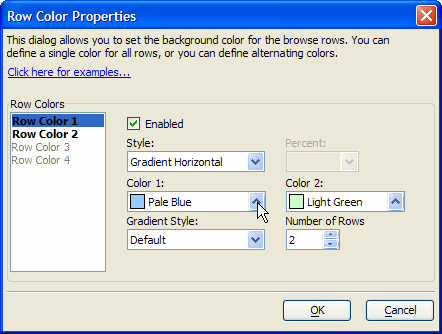 Row Color Properties
This dialog allows you to set the background color for the browse rows. You can
define a single color for all rows, or you can define alternating colors.
Click here for examples...
Row Colors
Row Color 1
Row Color 2
Row Color 3
Row Color 4
Enabled
Style: Percent:
Gradient Horizontal
Color 1: Color 2:
Pale Blue Light Green
Gradient Style: Number of Rows
Default 2
OK Cancel